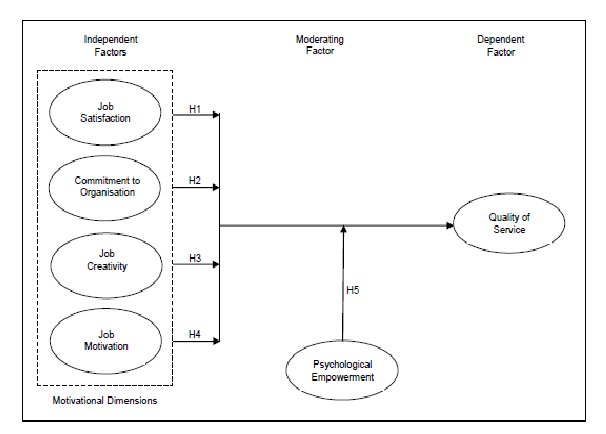 Independent
Factors
Moderating
Factor
Dependent
Factor
Job
Satisfaction
H1
Commitment to
Organisation
H2
Quality of
Service
Job
Creativity
H3
H5
Job
Motivation
H4
Psychological
Empowerment
Motivational Dimensions